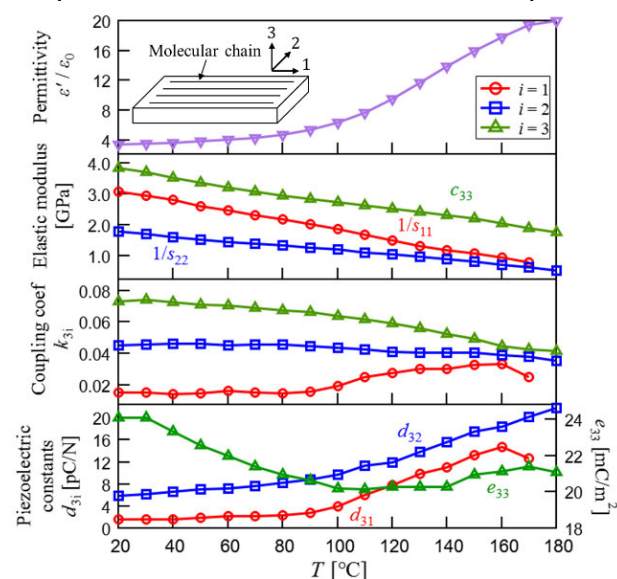 20
16
12
8
4
Permittivity
ε′ / ε₀
Molecular chain
3
2
1
i = 1
i = 2
i = 3
4.0
3.0
2.0
1.0
Elastic modulus
[GPa]
c₃₃
1/s₁₁
1/s₂₂
0.08
0.06
0.04
0.02
Coupling coef
k₃ᵢ
20
16
12
8
4
0
Piezoelectric
constants
d₃ᵢ [pC/N]
d₃₂
e₃₃
d₃₁
24
22
20
18
e₃₃ [mC/m²]
20 40 60 80 100 120 140 160 180
T [°C]